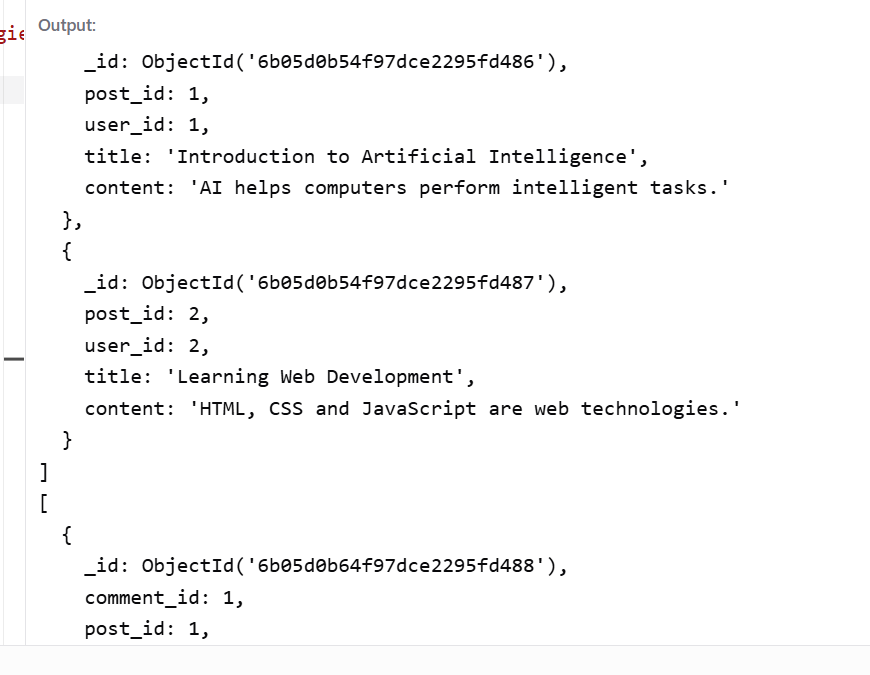 Output:
_id: ObjectId('6b05d0b54f97dce2295fd486'),
post_id: 1,
user_id: 1,
title: 'Introduction to Artificial Intelligence',
content: 'AI helps computers perform intelligent tasks.'
},
{
_id: ObjectId('6b05d0b54f97dce2295fd487'),
post_id: 2,
user_id: 2,
title: 'Learning Web Development',
content: 'HTML, CSS and JavaScript are web technologies.'
}
]
[
{
_id: ObjectId('6b05d0b64f97dce2295fd488'),
comment_id: 1,
post_id: 1,